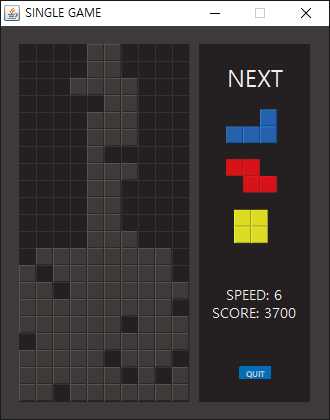 SINGLE GAME
NEXT
SPEED: 6
SCORE: 3700
QUIT